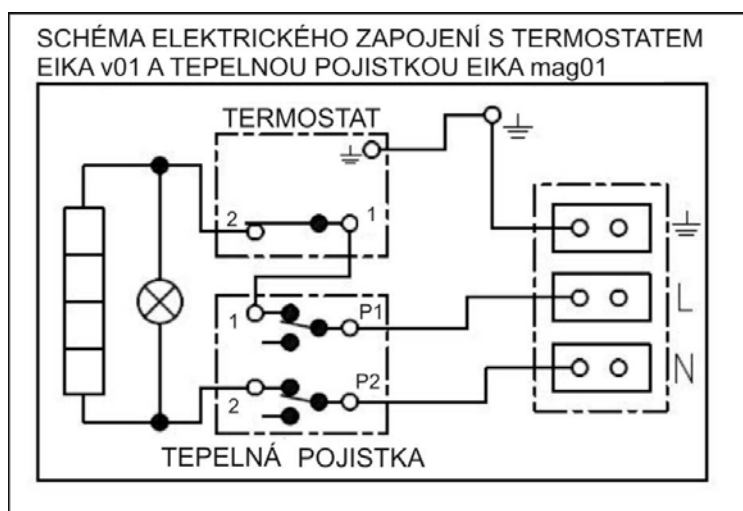 SCHÉMA ELEKTRICKÉHO ZAPOJENÍ S TERMOSTATEM
EIKA v01 A TEPELNOU POJISTKOU EIKA mag01
TERMOSTAT
2
1
1
P1
L
2
P2
N
TEPELNÁ POJISTKA